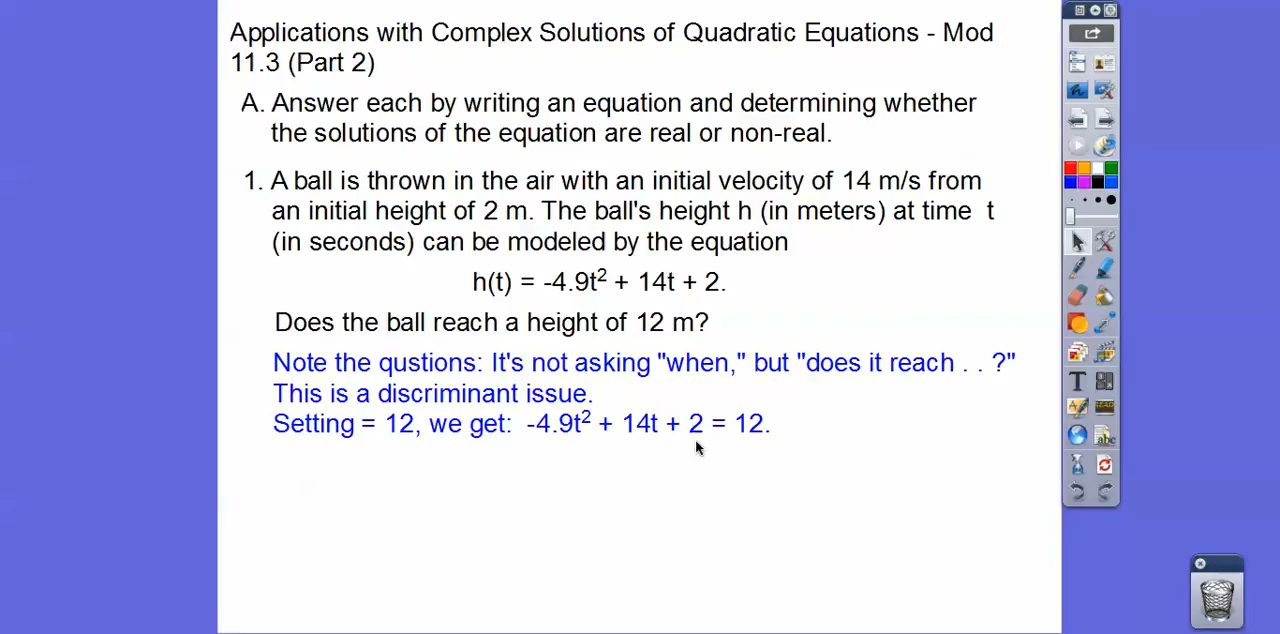 Applications with Complex Solutions of Quadratic Equations - Mod
11.3 (Part 2)
A. Answer each by writing an equation and determining whether
the solutions of the equation are real or non-real.
1. A ball is thrown in the air with an initial velocity of 14 m/s from
an initial height of 2 m. The ball's height h (in meters) at time t
(in seconds) can be modeled by the equation
h(t) = -4.9t² + 14t + 2.
Does the ball reach a height of 12 m?
Note the qustions: It's not asking "when," but "does it reach . . ?"
This is a discriminant issue.
Setting = 12, we get: -4.9t² + 14t + 2 = 12.